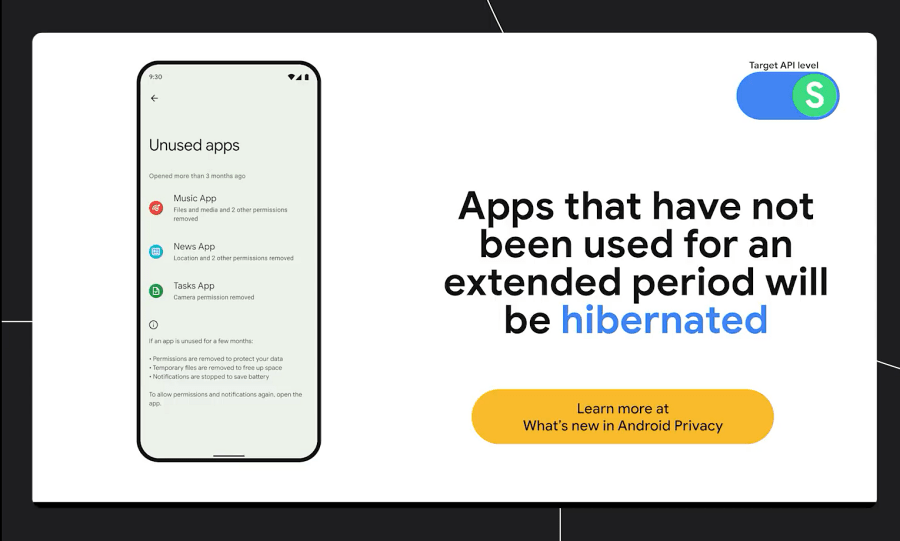 9:30
Unused apps
Opened more than 3 months ago
Music App
Files and media and 2 other permissions
removed
News App
Location and 2 other permissions removed
Tasks App
Camera permission removed
If an app is unused for a few months:
• Permissions are removed to protect your data
• Temporary files are removed to free up space
• Notifications are stopped to save battery
To allow permissions and notifications again, open the
app.
Target API level
S
Apps that have not
been used for an
extended period will
be hibernated
Learn more at
What's new in Android Privacy